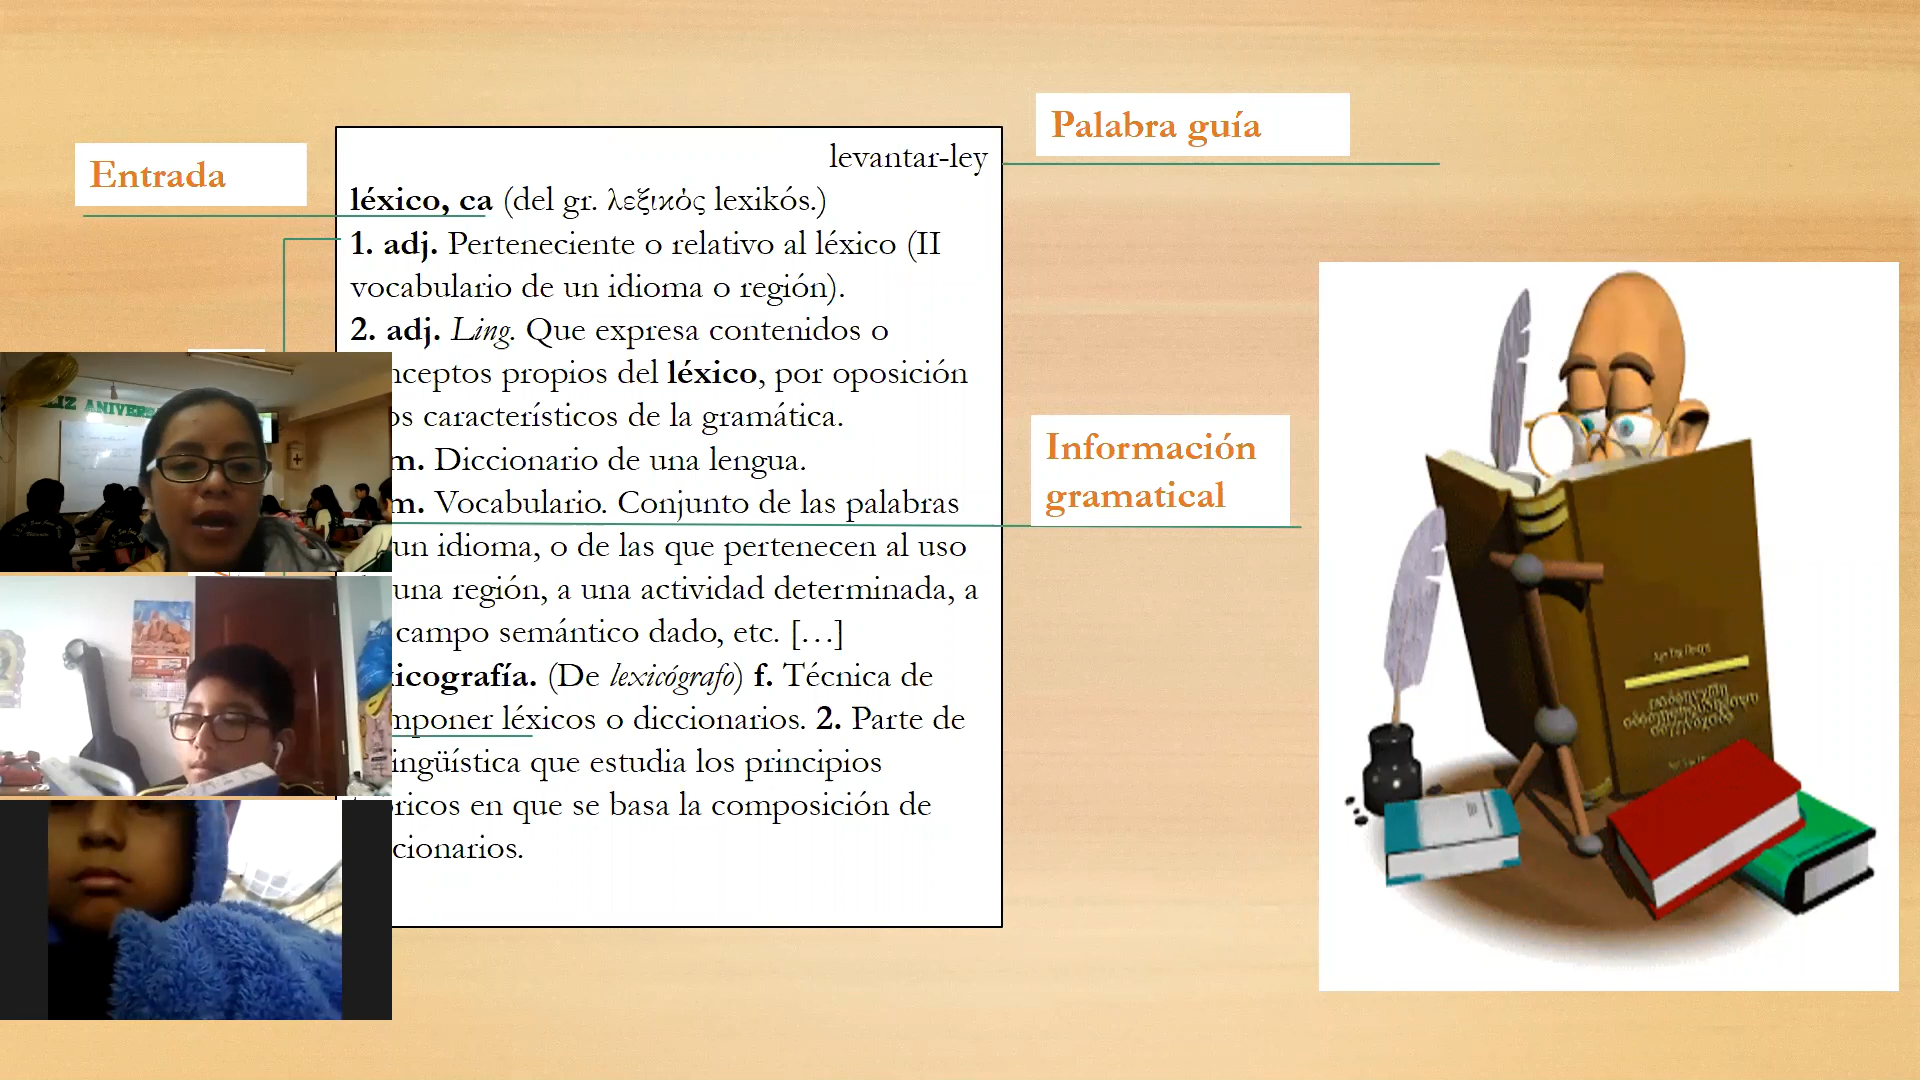 Entrada
Palabra guía
levantar-ley
léxico, ca (del gr. λεξικὀς lexikós.)
1. adj. Perteneciente o relativo al léxico (II
vocabulario de un idioma o región).
2. adj. Ling. Que expresa contenidos o
nceptos propios del léxico, por oposición
os característicos de la gramática.
m. Diccionario de una lengua.
m. Vocabulario. Conjunto de las palabras
un idioma, o de las que pertenecen al uso
una región, a una actividad determinada, a
campo semántico dado, etc. […]
icografía. (De lexicógrafo) f. Técnica de
mponer léxicos o diccionarios. 2. Parte de
ingüística que estudia los principios
ricos en que se basa la composición de
cionarios.
Información
gramatical
IZ ANIVERS